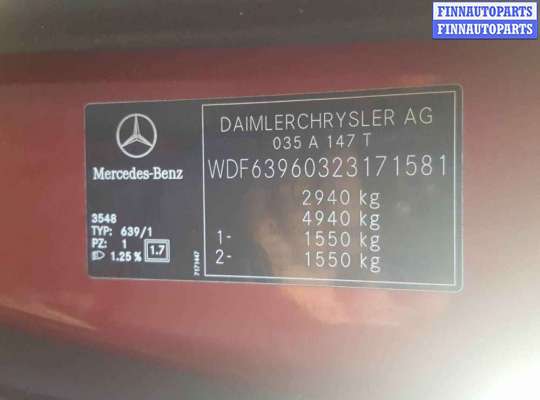 FINNAUTOPARTS
FINNAUTOPARTS
Mercedes-Benz
3548
TYP: 639/1
PZ: 1
1.25 % 1.7
7171447
DAIMLERCHRYSLER AG
035 A 147 T
WDF63960323171581
2940 kg
4940 kg
1- 1550 kg
2- 1550 kg